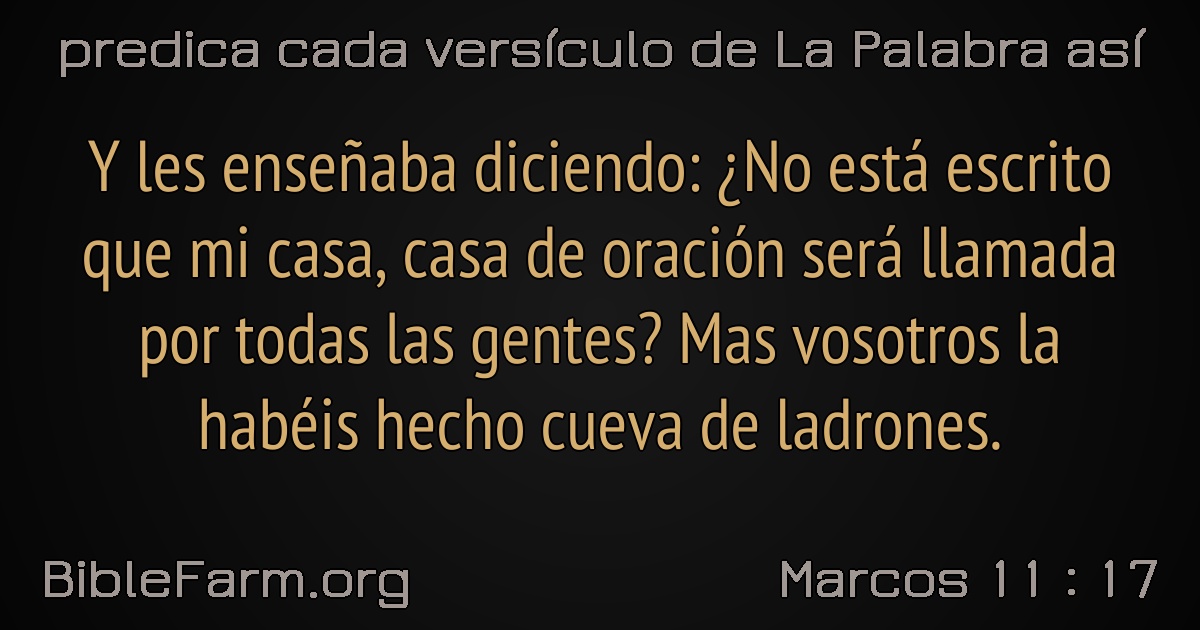 predica cada versículo de La Palabra así
Y les enseñaba diciendo: ¿No está escrito
que mi casa, casa de oración será llamada
por todas las gentes? Mas vosotros la
habéis hecho cueva de ladrones.
BibleFarm.org
Marcos 11 : 17